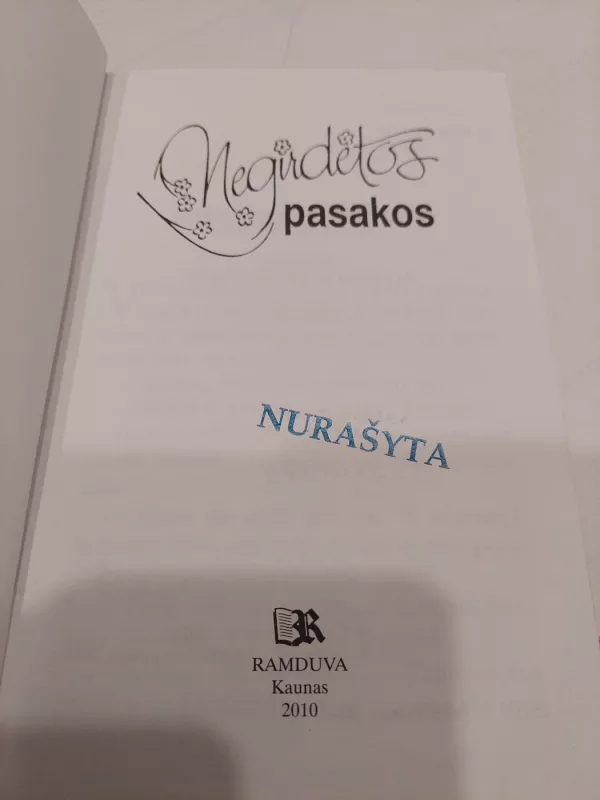 Negirdėtos
pasakos
NURAŠYTA
R
RAMDUVA
Kaunas
2010